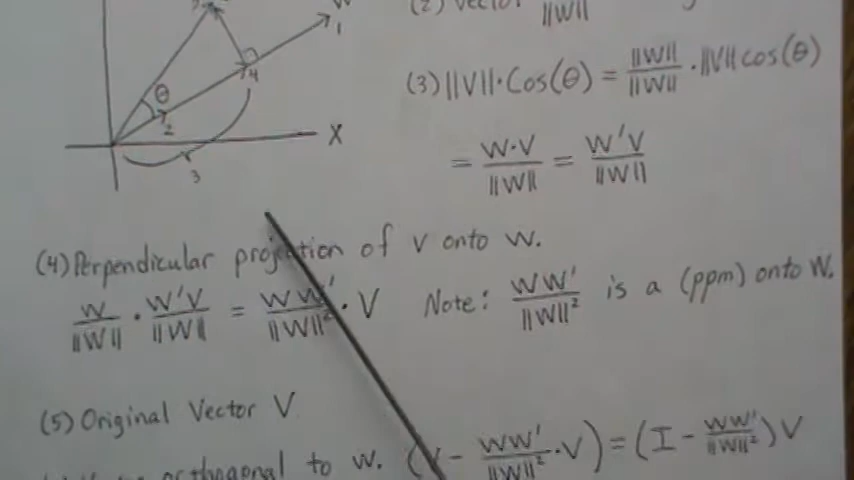 (2) Vector W/||W||
W
1
θ
4
2
X
3
(3) ||V||·Cos(θ) = ||W||/||W|| · ||V|| cos(θ)
= W·V/||W|| = W'V/||W||
(4) Perpendicular projection of V onto W.
W/||W|| · W'V/||W|| = WW'/||W||² · V Note: WW'/||W||² is a (ppm) onto W.
(5) Original Vector V
orthogonal to W. (V - WW'/||W||² · V) = (I - WW'/||W||²) V